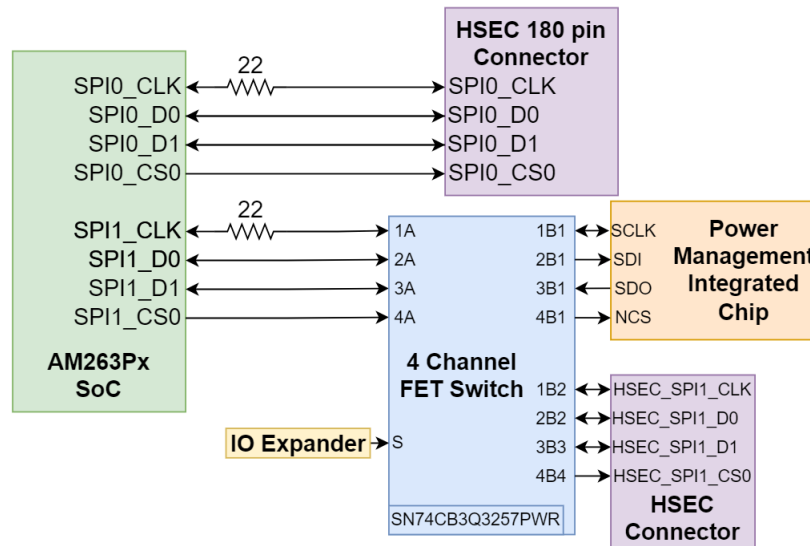 HSEC 180 pin
Connector
22
SPI0_CLK
SPI0_D0
SPI0_D1
SPI0_CS0
SPI0_CLK
SPI0_D0
SPI0_D1
SPI0_CS0
22
SPI1_CLK
SPI1_D0
SPI1_D1
SPI1_CS0
AM263Px
SoC
1A
2A
3A
4A
1B1
2B1
3B1
4B1
4 Channel
FET Switch
1B2
2B2
3B3
4B4
S
SN74CB3Q3257PWR
IO Expander
SCLK
SDI
SDO
NCS
Power
Management
Integrated
Chip
HSEC_SPI1_CLK
HSEC_SPI1_D0
HSEC_SPI1_D1
HSEC_SPI1_CS0
HSEC
Connector